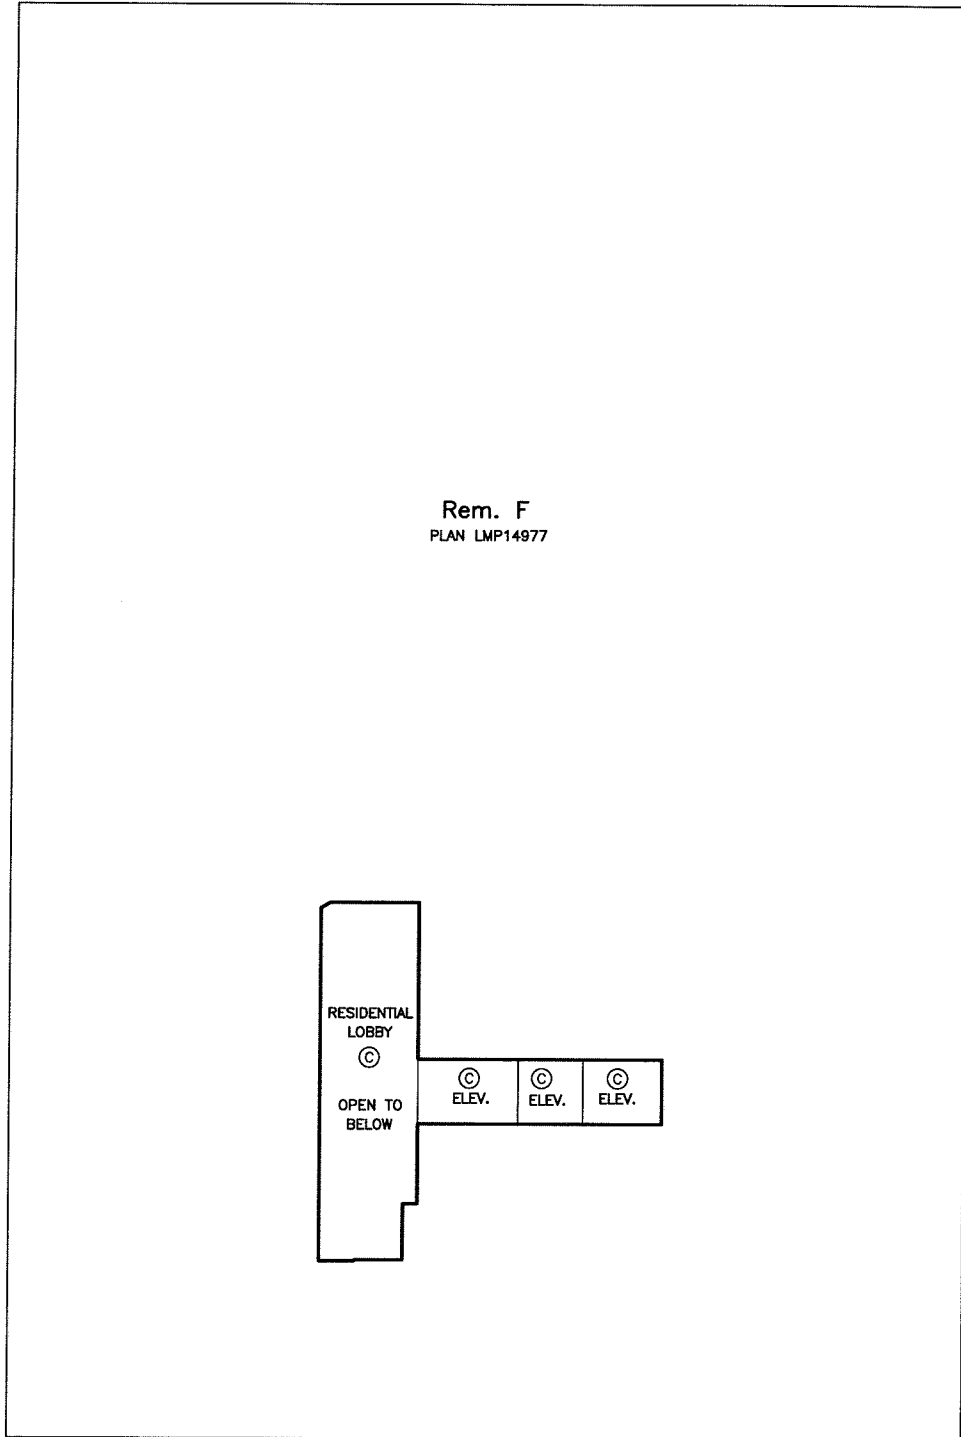 Rem. F
PLAN LMP14977
RESIDENTIAL
LOBBY
Ⓒ
OPEN TO
BELOW
Ⓒ
ELEV.
Ⓒ
ELEV.
Ⓒ
ELEV.